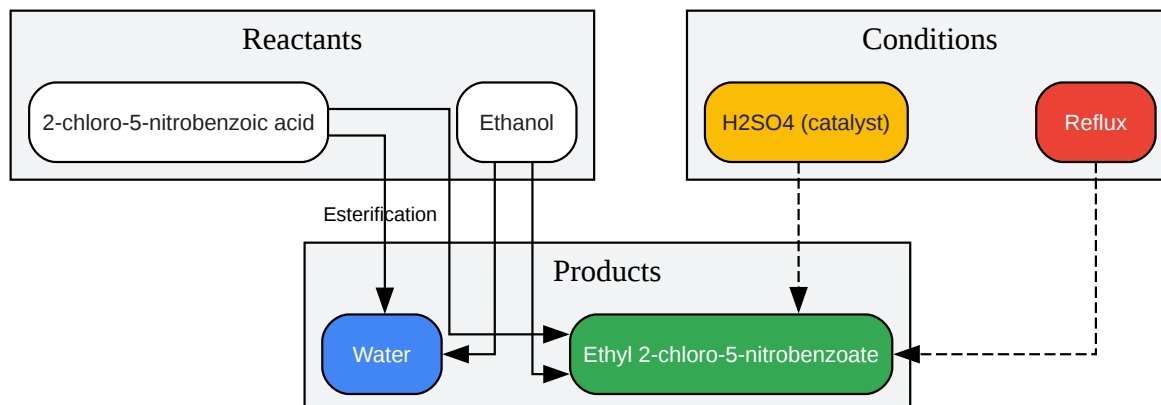 Reactants
Conditions
2-chloro-5-nitrobenzoic acid
Ethanol
H2SO4 (catalyst)
Reflux
Esterification
Products
Water
Ethyl 2-chloro-5-nitrobenzoate